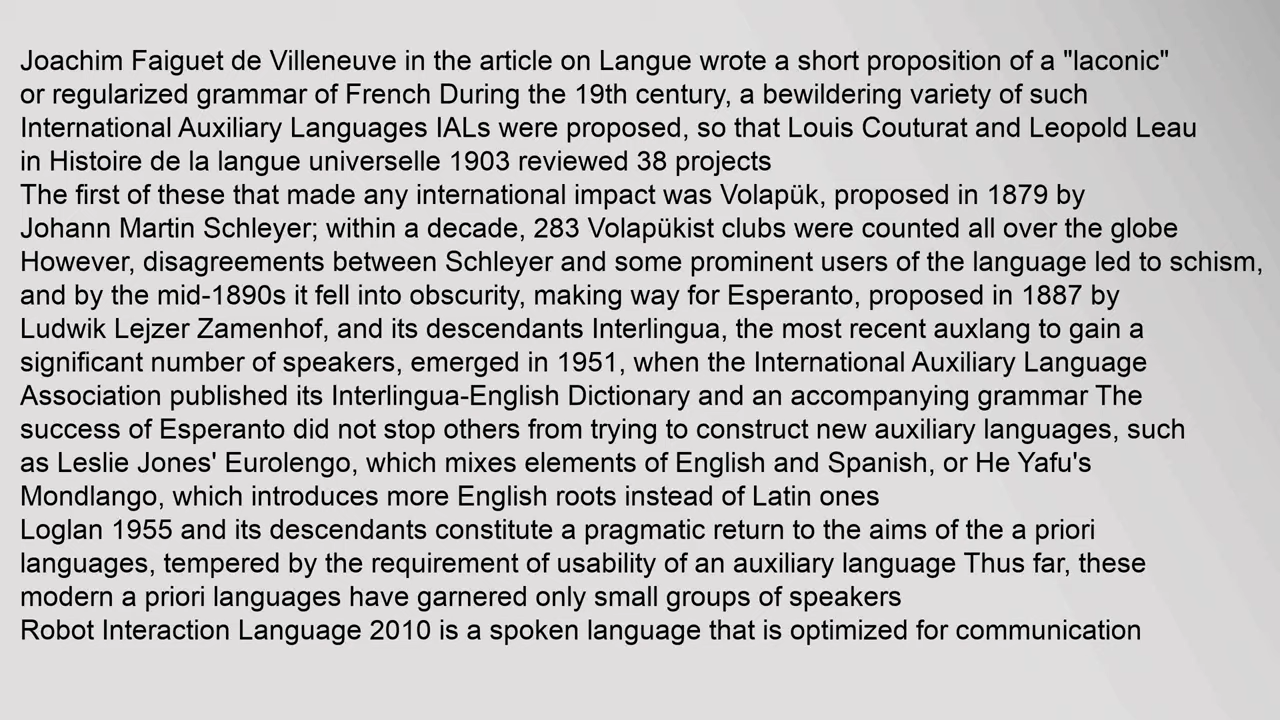 Joachim Faiguet de Villeneuve in the article on Langue wrote a short proposition of a "laconic"
or regularized grammar of French During the 19th century, a bewildering variety of such
International Auxiliary Languages IALs were proposed, so that Louis Couturat and Leopold Leau
in Histoire de la langue universelle 1903 reviewed 38 projects
The first of these that made any international impact was Volapük, proposed in 1879 by
Johann Martin Schleyer; within a decade, 283 Volapükist clubs were counted all over the globe
However, disagreements between Schleyer and some prominent users of the language led to schism,
and by the mid-1890s it fell into obscurity, making way for Esperanto, proposed in 1887 by
Ludwik Lejzer Zamenhof, and its descendants Interlingua, the most recent auxlang to gain a
significant number of speakers, emerged in 1951, when the International Auxiliary Language
Association published its Interlingua-English Dictionary and an accompanying grammar The
success of Esperanto did not stop others from trying to construct new auxiliary languages, such
as Leslie Jones' Eurolengo, which mixes elements of English and Spanish, or He Yafu's
Mondlango, which introduces more English roots instead of Latin ones
Loglan 1955 and its descendants constitute a pragmatic return to the aims of the a priori
languages, tempered by the requirement of usability of an auxiliary language Thus far, these
modern a priori languages have garnered only small groups of speakers
Robot Interaction Language 2010 is a spoken language that is optimized for communication